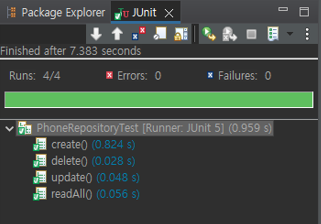 Package Explorer JUnit
Finished after 7.383 seconds
Runs: 4/4 Errors: 0 Failures: 0
PhoneRepositoryTest [Runner: JUnit 5] (0.959 s)
create() (0.824 s)
delete() (0.028 s)
update() (0.048 s)
readAll() (0.056 s)